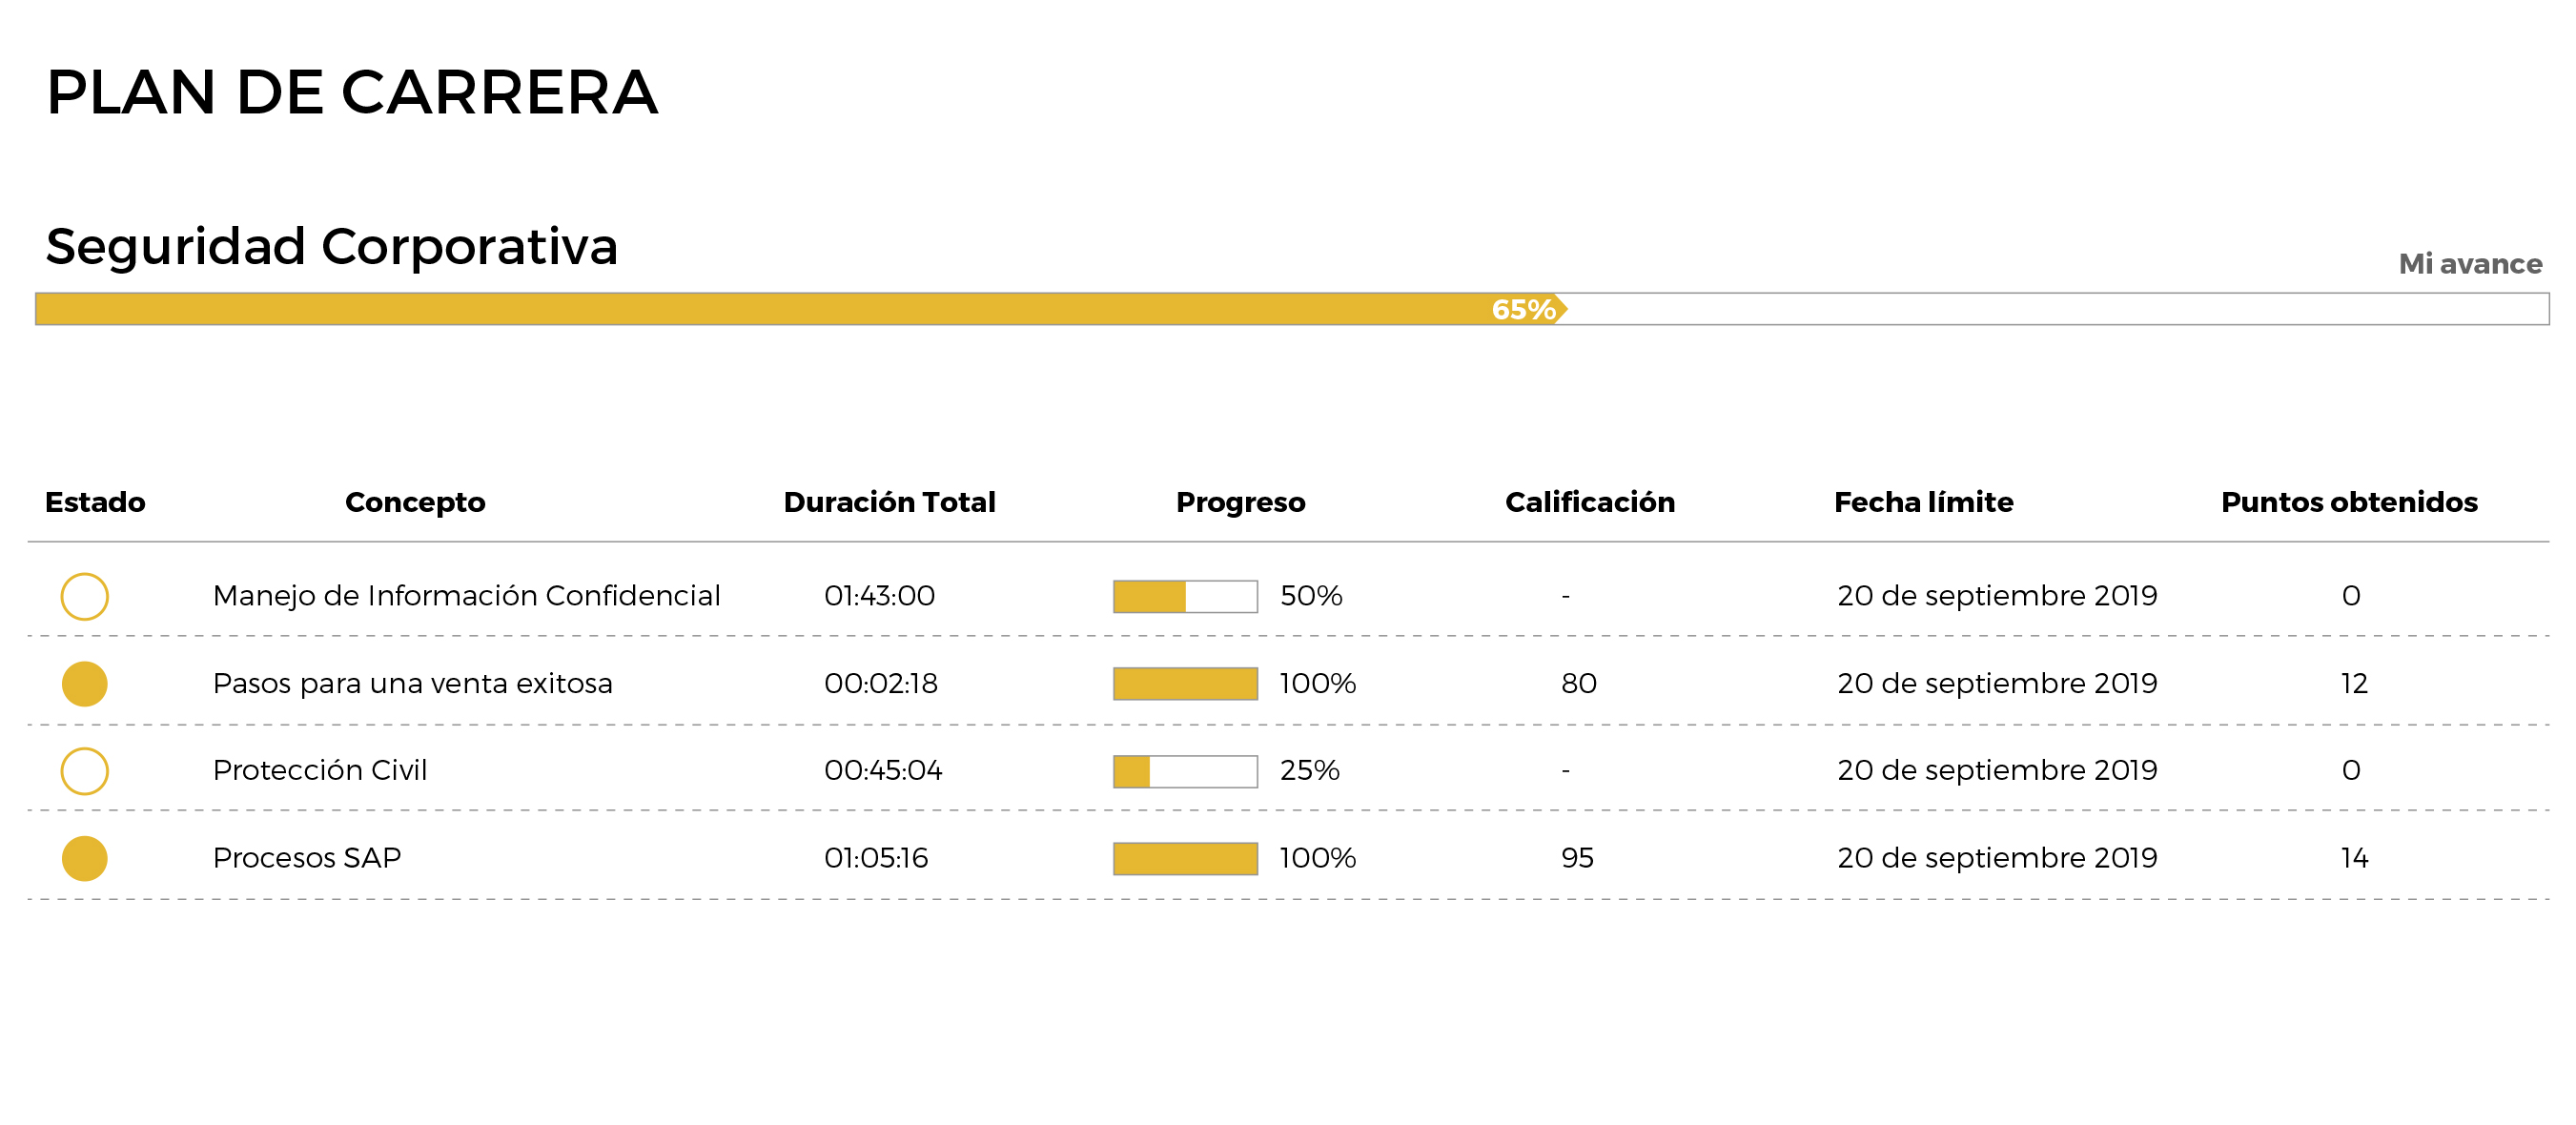 PLAN DE CARRERA
Seguridad Corporativa
Mi avance
65%
Estado Concepto Duración Total Progreso Calificación Fecha límite Puntos obtenidos
Manejo de Información Confidencial 01:43:00 50% - 20 de septiembre 2019 0
Pasos para una venta exitosa 00:02:18 100% 80 20 de septiembre 2019 12
Protección Civil 00:45:04 25% - 20 de septiembre 2019 0
Procesos SAP 01:05:16 100% 95 20 de septiembre 2019 14